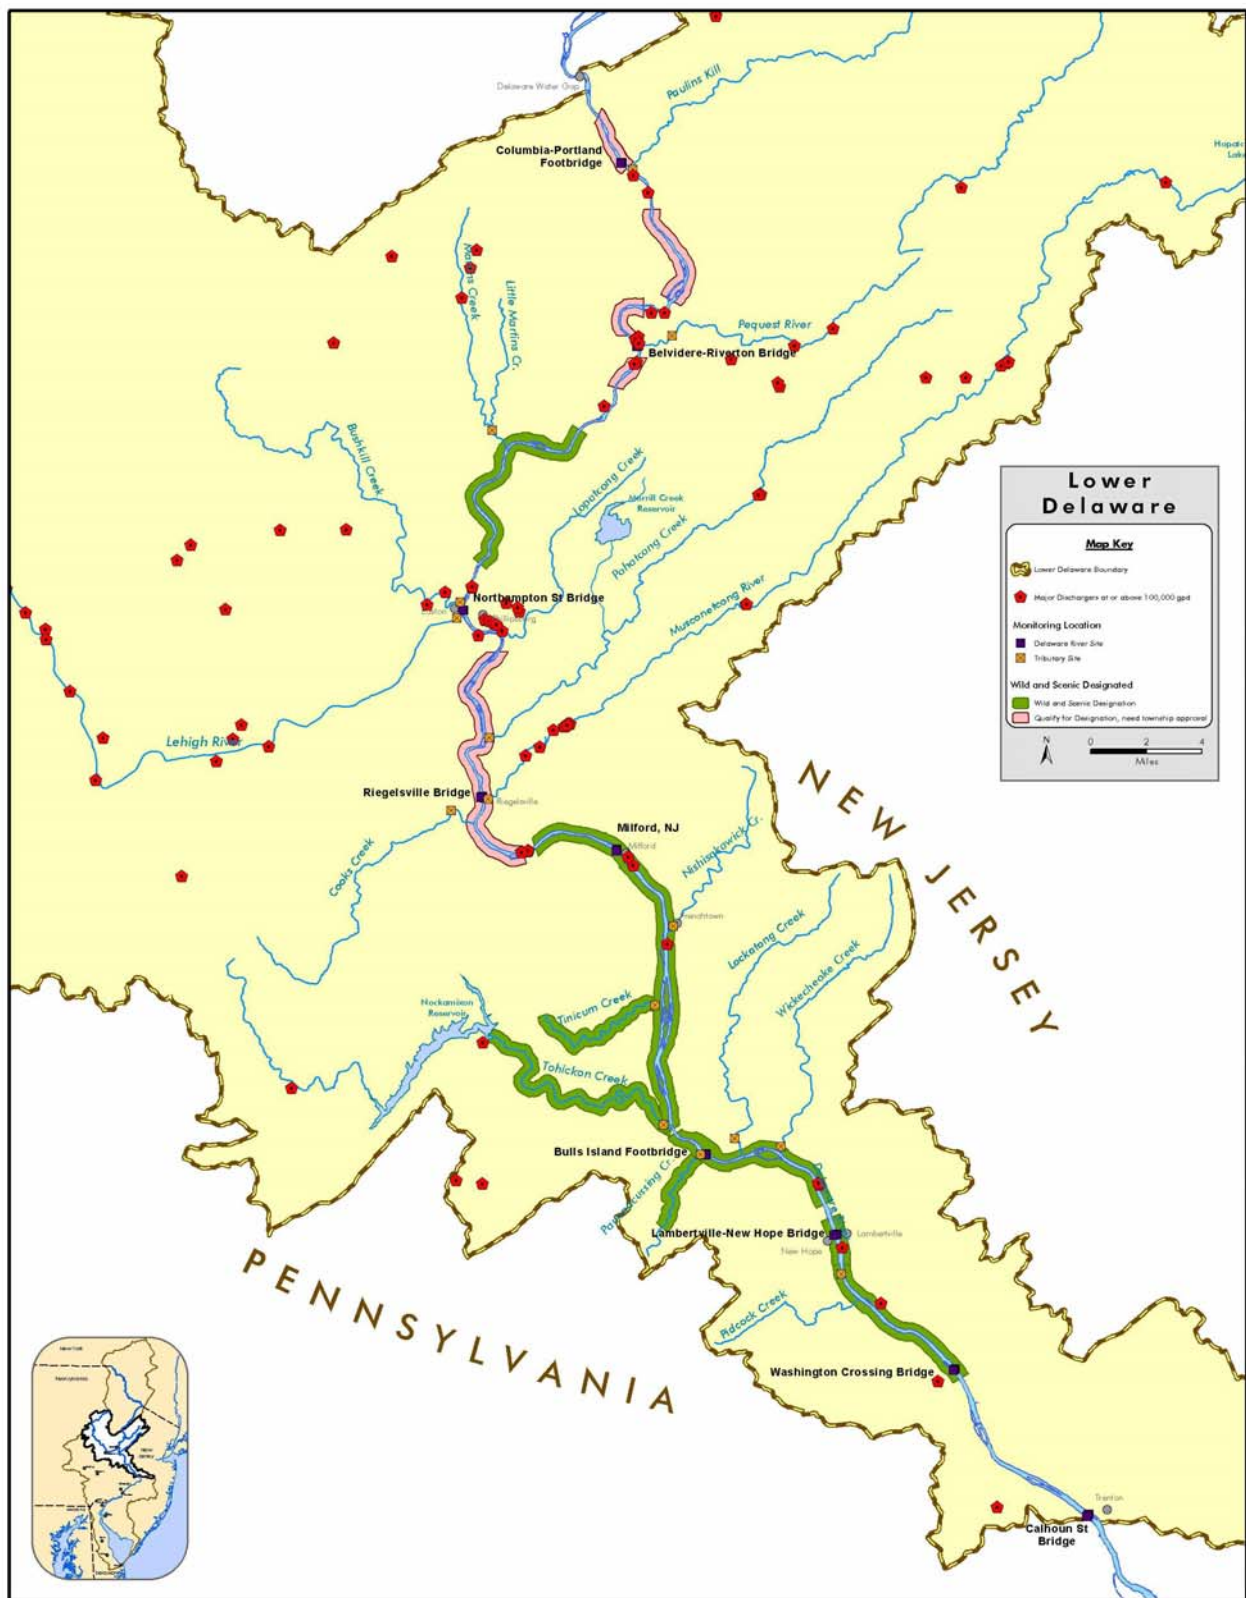 Delaware Water Gap
Paulins Kill
Columbia-Portland
Footbridge
Martins Creek
Little Martins Cr.
Pequest River
Belvidere-Riverton Bridge
Bushkill Creek
Lopatcong Creek
Merrill Creek
Reservoir
Pohatcong Creek
Lower
Delaware
Map Key
Lower Delaware Boundary
Major Dischargers at or above 100,000 gpd
Monitoring Location
Delaware River Site
Tributary Site
Wild and Scenic Designated
Wild and Scenic Designation
Qualify for Designation, need township approval
N
0 2 4
Miles
Northampton St Bridge
Easton
Musconetcong River
Lehigh River
Riegelsville Bridge
Riegelsville
NEW JERSEY
Milford, NJ
Milford
Nishisakawick Cr.
Cooks Creek
Frenchtown
Lockatong Creek
Wickecheoke Creek
Nockamixon
Reservoir
Tinicum Creek
Tohickon Creek
Bulls Island Footbridge
Lambertville-New Hope Bridge
Lambertville
New Hope
PENNSYLVANIA
Pidcock Creek
Washington Crossing Bridge
Trenton
Calhoun St
Bridge